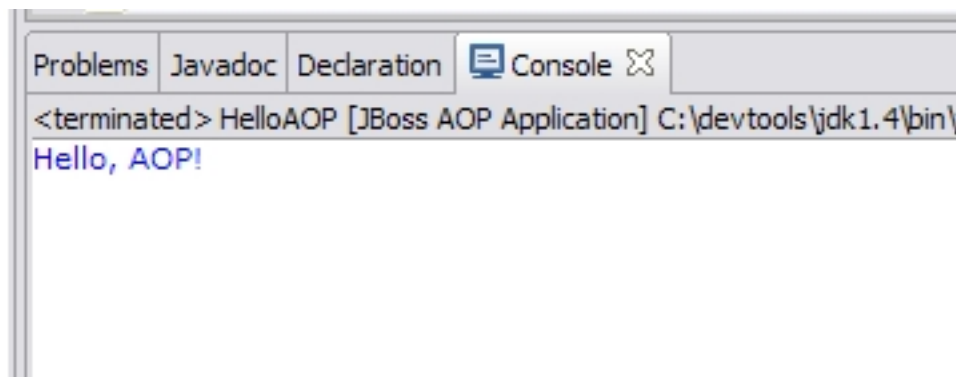 Problems Javadoc Declaration Console
<terminated> HelloAOP [JBoss AOP Application] C:\devtools\jdk1.4\bin\
Hello, AOP!